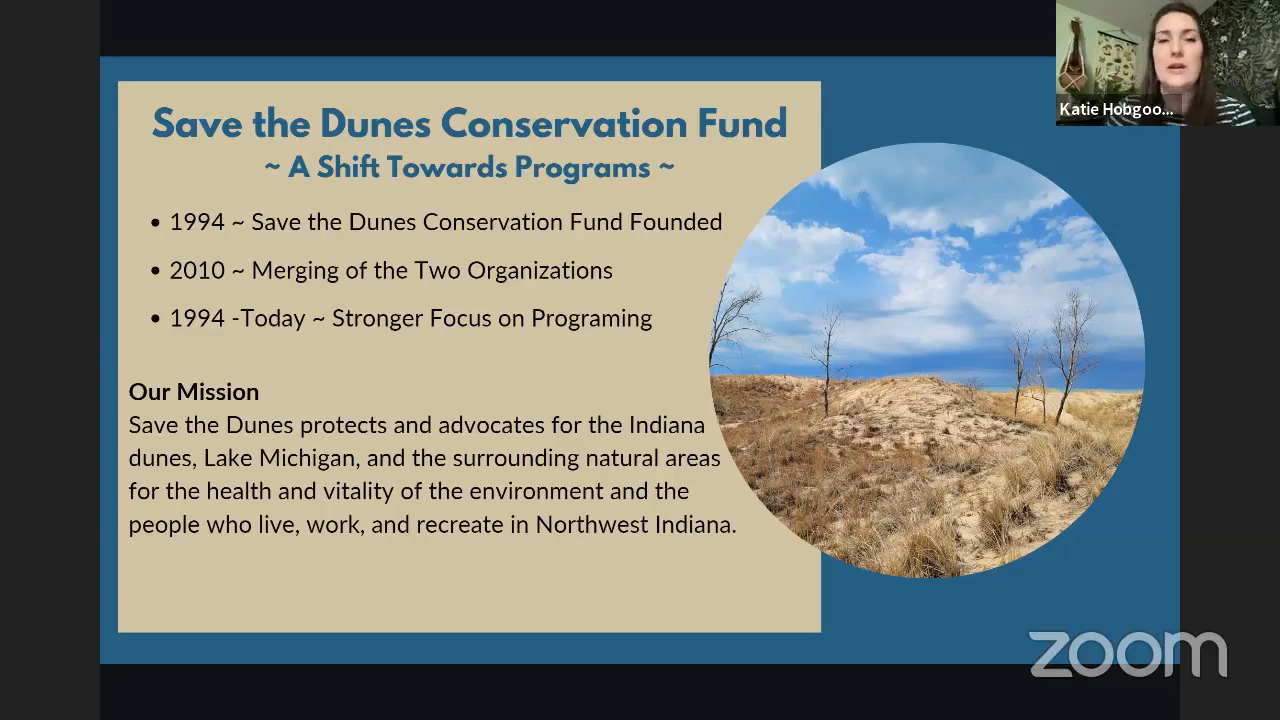 Save the Dunes Conservation Fund
~ A Shift Towards Programs ~
• 1994 ~ Save the Dunes Conservation Fund Founded
• 2010 ~ Merging of the Two Organizations
• 1994 -Today ~ Stronger Focus on Programing
Our Mission
Save the Dunes protects and advocates for the Indiana
dunes, Lake Michigan, and the surrounding natural areas
for the health and vitality of the environment and the
people who live, work, and recreate in Northwest Indiana.
Katie Hobgoo...
zoom